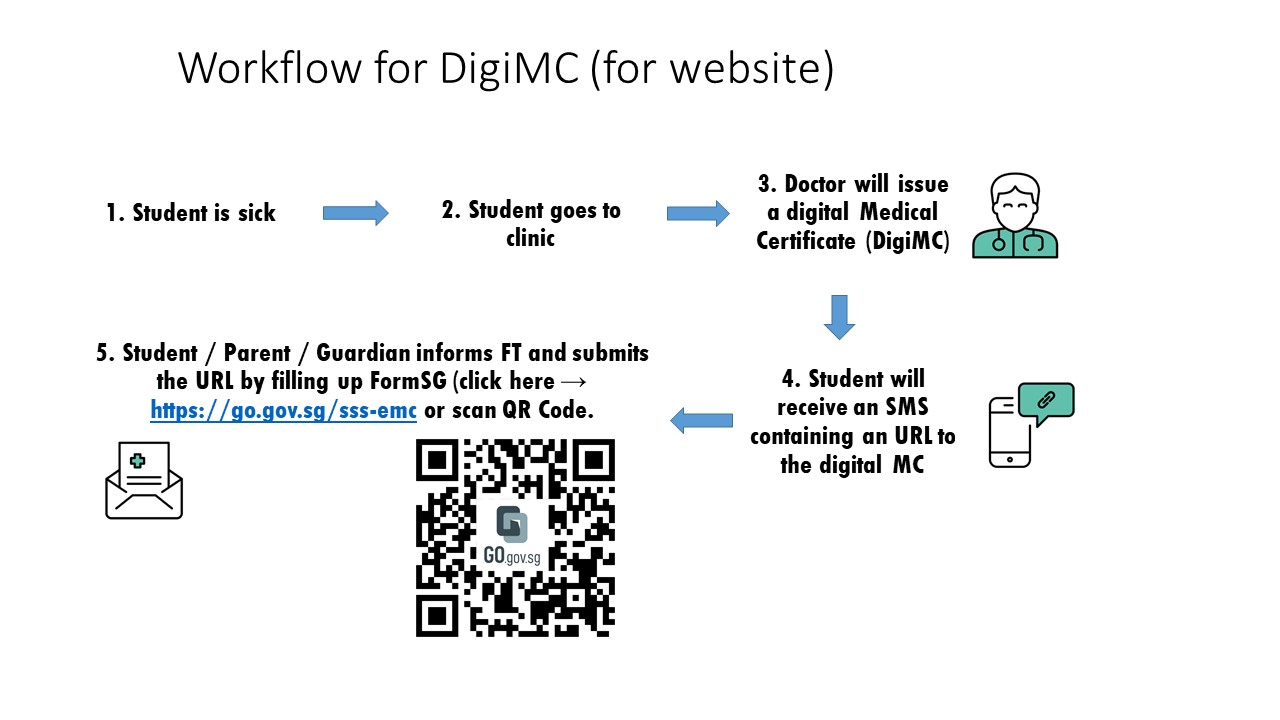 Workflow for DigiMC (for website)
1. Student is sick
2. Student goes to
clinic
3. Doctor will issue
a digital Medical
Certificate (DigiMC)
4. Student will
receive an SMS
containing an URL to
the digital MC
5. Student / Parent / Guardian informs FT and submits
the URL by filling up FormSG (click here →
https://go.gov.sg/sss-emc or scan QR Code.
GO.gov.sg